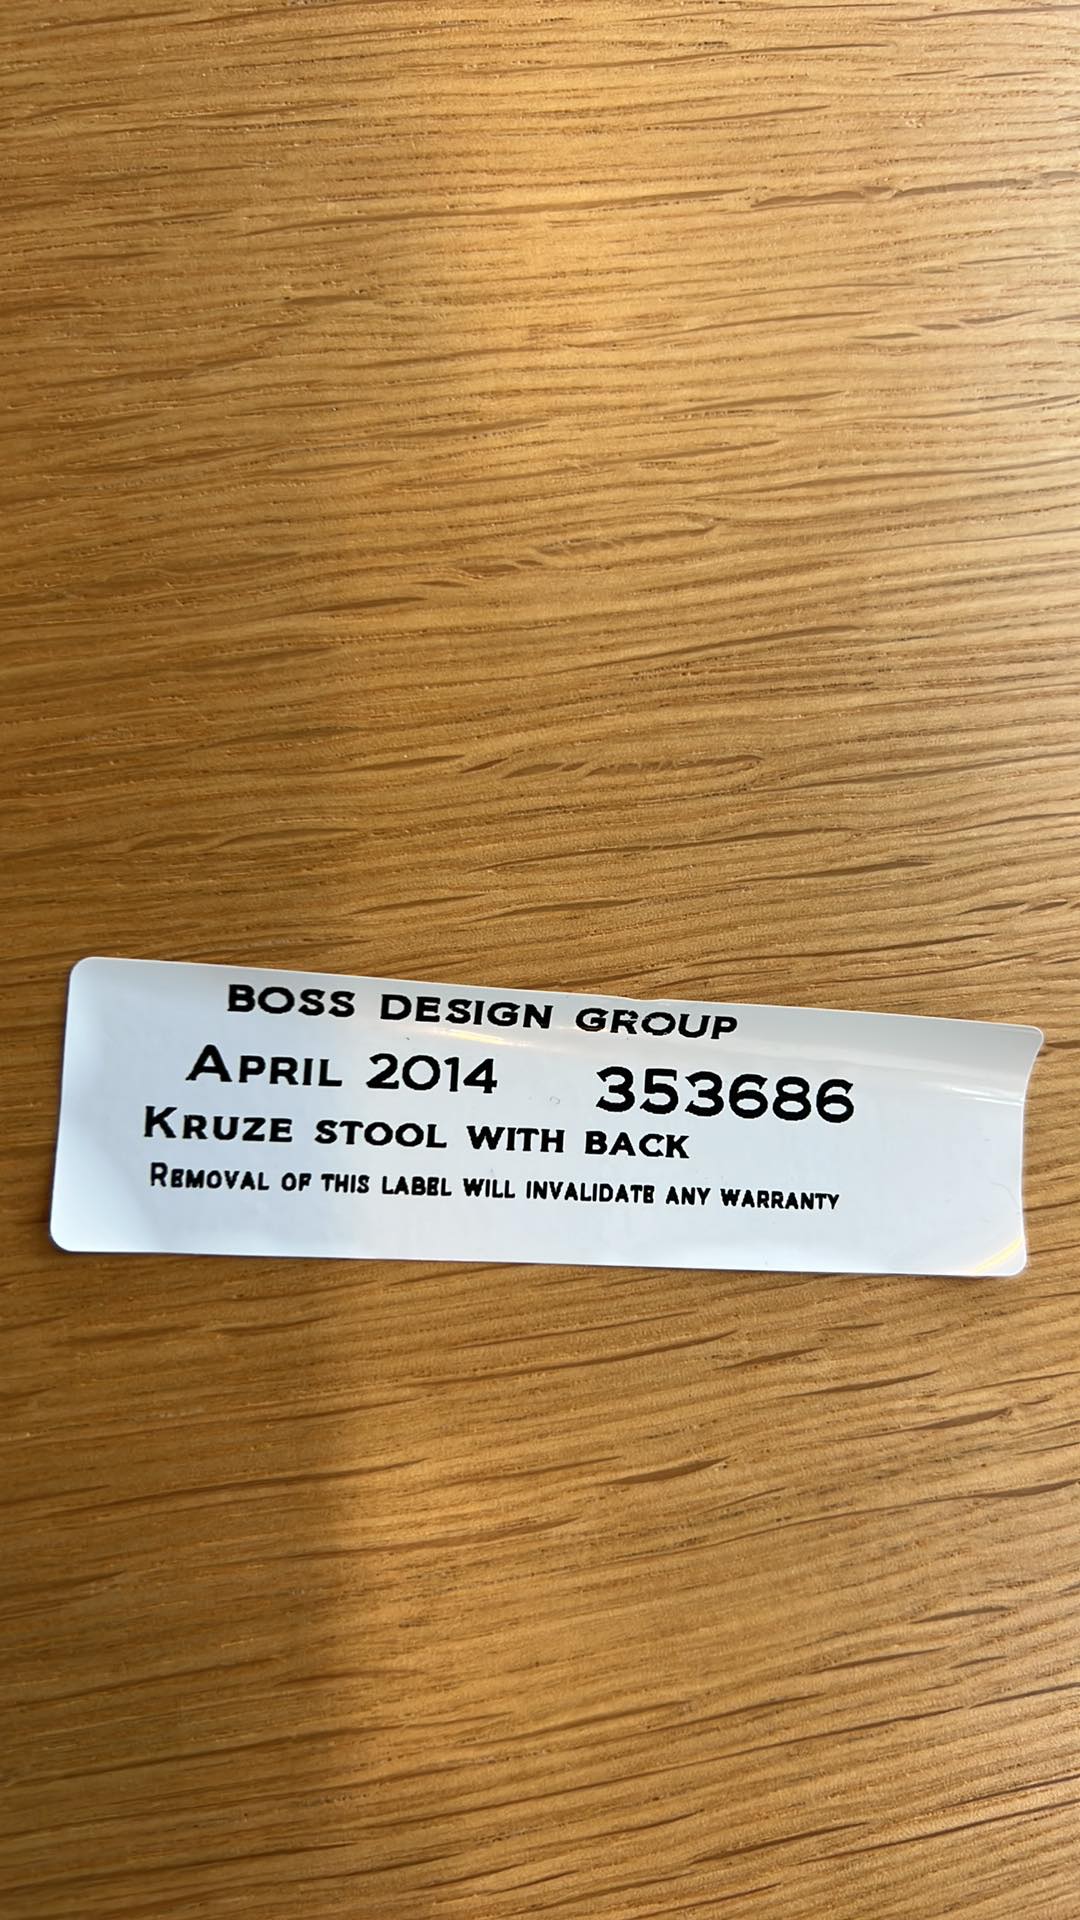 BOSS DESIGN GROUP
APRIL 2014 353686
KRUZE STOOL WITH BACK
REMOVAL OF THIS LABEL WILL INVALIDATE ANY WARRANTY